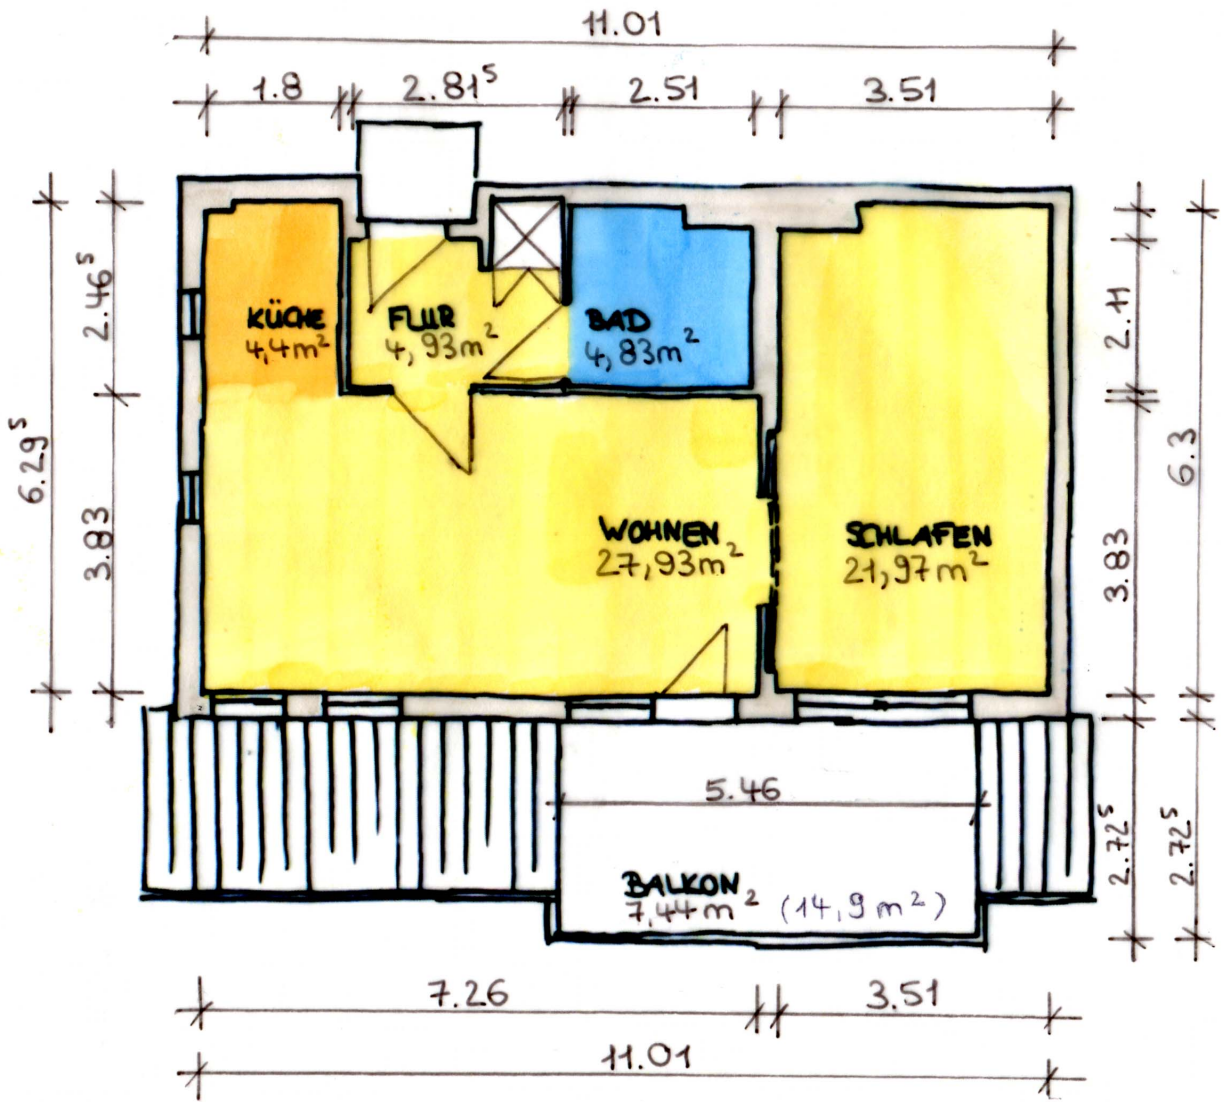 11.01
1.8 2.81⁵ 2.51 3.51
2.46⁵
2.11
KÜCHE
4,4m²
FLUR
4,93m²
BAD
4,83m²
6.29⁵
6.3
3.83
3.83
WOHNEN
27,93m²
SCHLAFEN
21,97m²
5.46
2.72⁵
2.72⁵
BALKON
7,44m² (14,9m²)
7.26 3.51
11.01